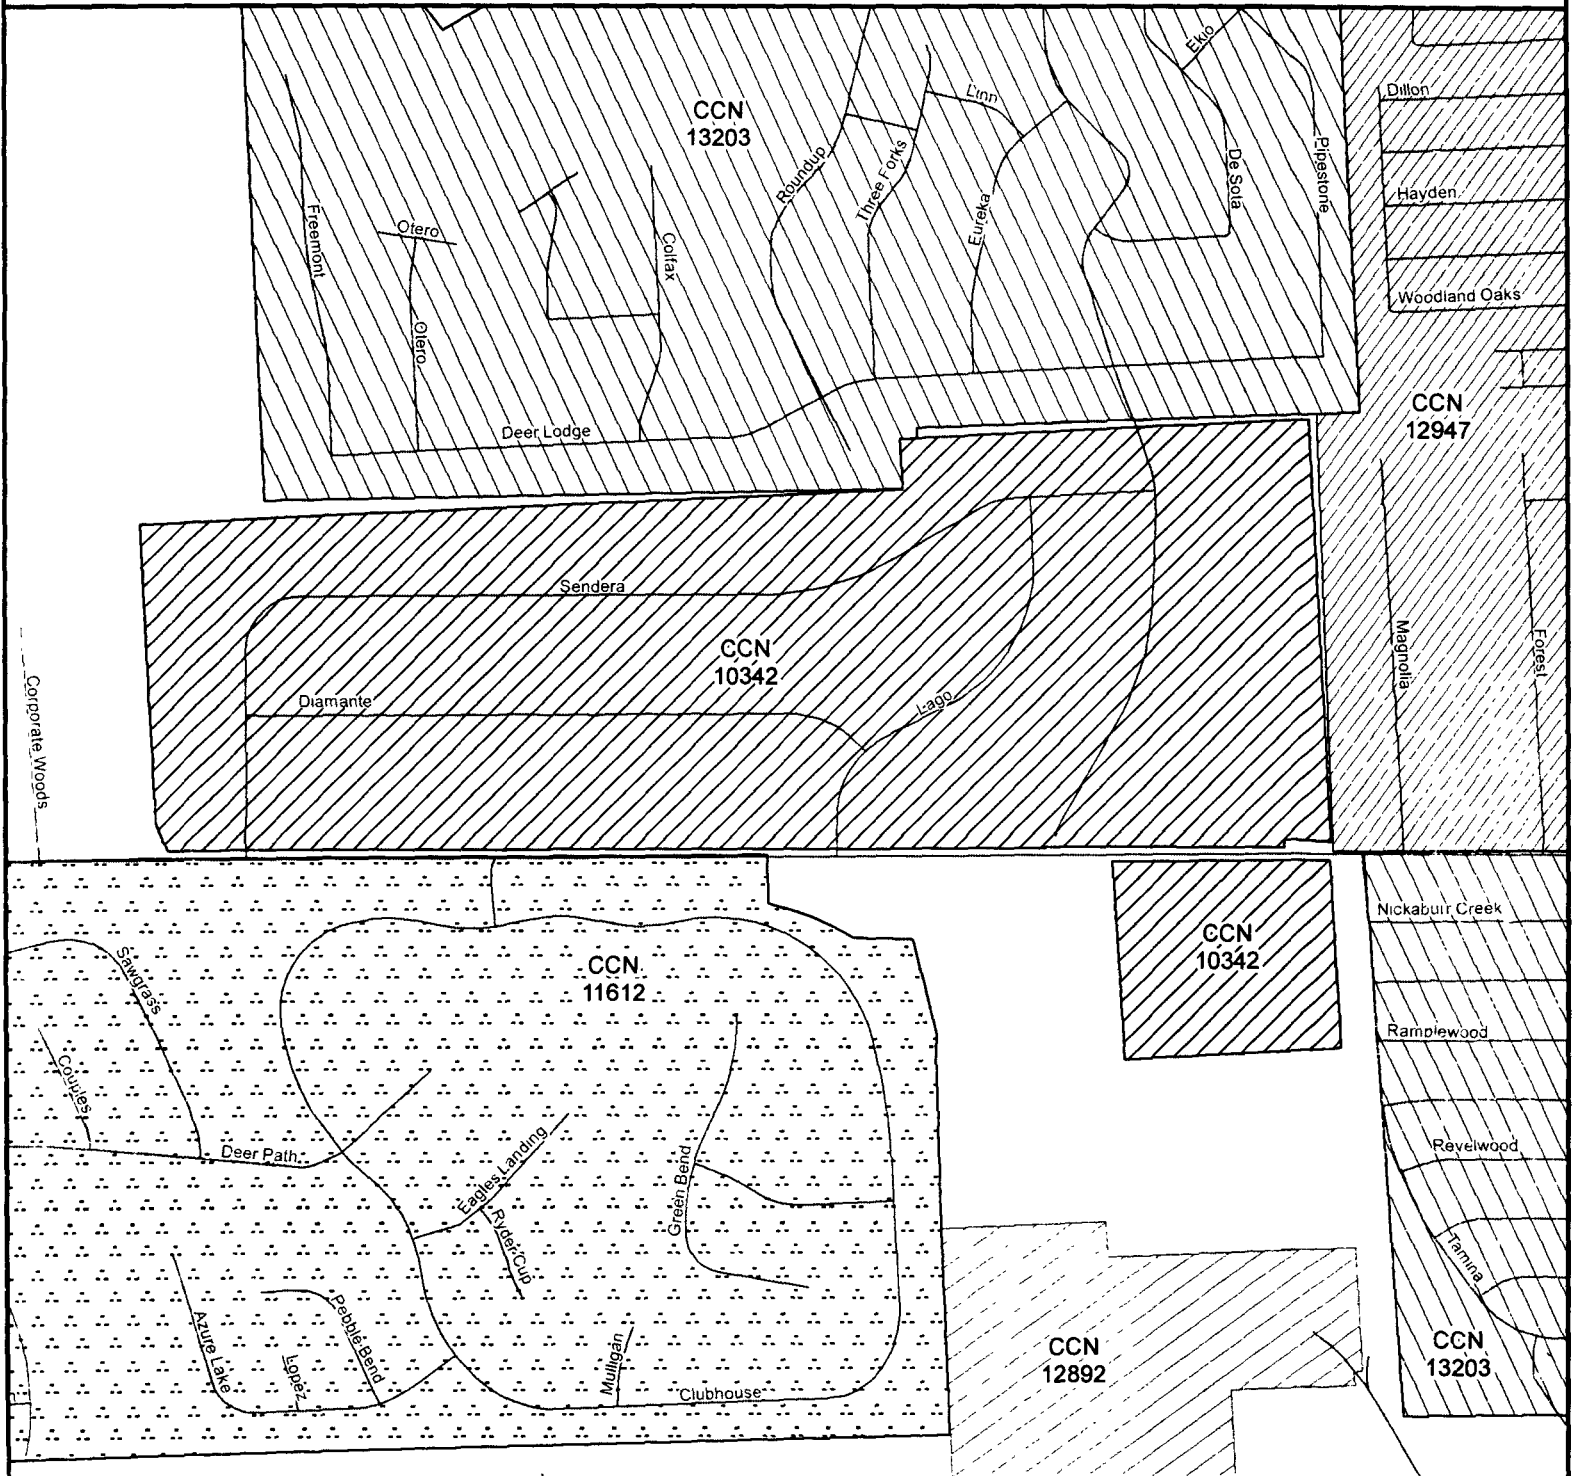 Ekio
Dillon
CCN
13203
Linn
Roundup
Three Forks
De Sota
Pipestone
Hayden
Freemont
Otero
Colfax
Eureka
Otero
Woodland Oaks
CCN
12947
Deer Lodge
Sendera
CCN
10342
Magnolia
Forest
Corporate Woods
Diamante
Lago
Nickaburr Creek
CCN
10342
CCN
11612
Sawgrass
Ramplewood
Couples
Deer Path
Eagles Landing
Green Bend
Revelwood
Ryder Cup
Tamina
Azure Lake
Pebble Bend
Lopez
Mulligan
Clubhouse
CCN
12892
CCN
13203